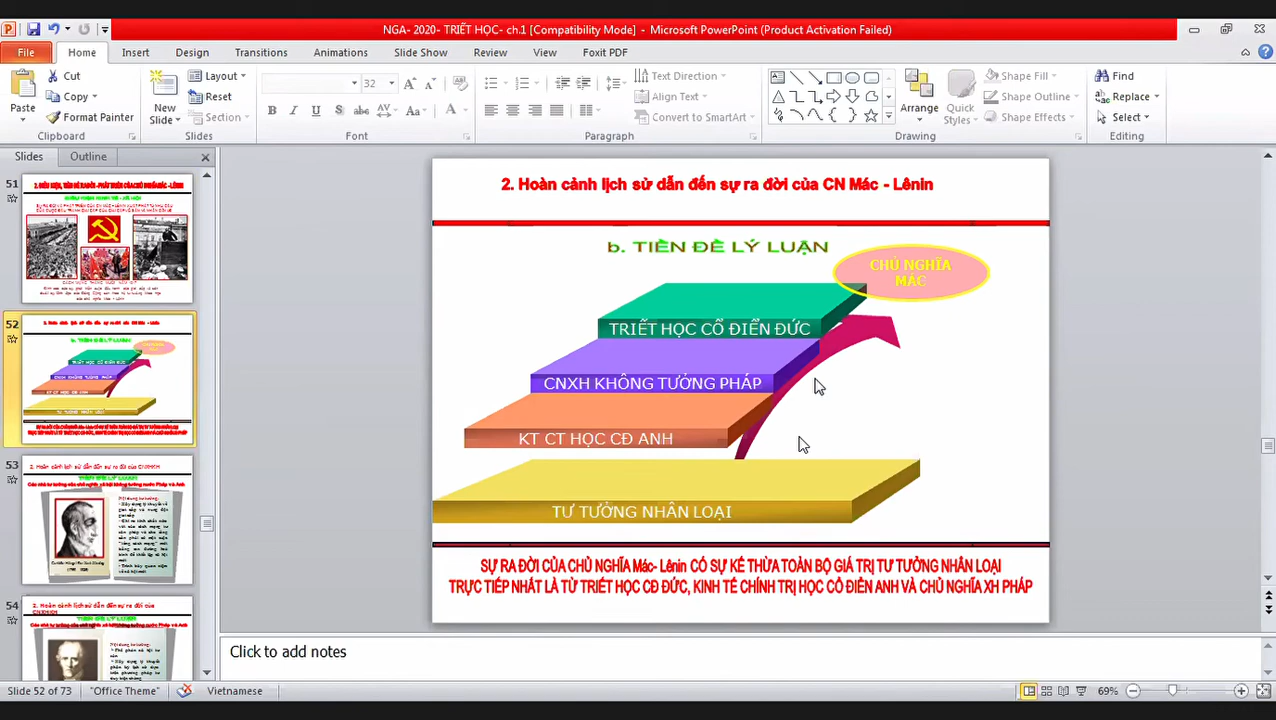 NGA- 2020- TRIẾT HỌC- ch.1 [Compatibility Mode] - Microsoft PowerPoint (Product Activation Failed)
File Home Insert Design Transitions Animations Slide Show Review View Foxit PDF
Cut
Copy
Format Painter
Paste
Clipboard
New Slide
Layout
Reset
Section
Slides
32
Font
Text Direction
Align Text
Convert to SmartArt
Paragraph
Arrange
Quick Styles
Shape Fill
Shape Outline
Shape Effects
Drawing
Find
Replace
Select
Editing
Slides Outline
51
52
53
54
2. Hoàn cảnh lịch sử dẫn đến sự ra đời của CN Mác - Lênin
b. TIỀN ĐỀ LÝ LUẬN
CHỦ NGHĨA
MÁC
TRIẾT HỌC CỔ ĐIỂN ĐỨC
CNXH KHÔNG TƯỞNG PHÁP
KT CT HỌC CĐ ANH
TƯ TƯỞNG NHÂN LOẠI
SỰ RA ĐỜI CỦA CHỦ NGHĨA Mác- Lênin CÓ SỰ KẾ THỪA TOÀN BỘ GIÁ TRỊ TƯ TƯỞNG NHÂN LOẠI
TRỰC TIẾP NHẤT LÀ TỪ TRIẾT HỌC CĐ ĐỨC, KINH TẾ CHÍNH TRỊ HỌC CỔ ĐIỂN ANH VÀ CHỦ NGHĨA XH PHÁP
Click to add notes
Slide 52 of 73 "Office Theme" Vietnamese 69%